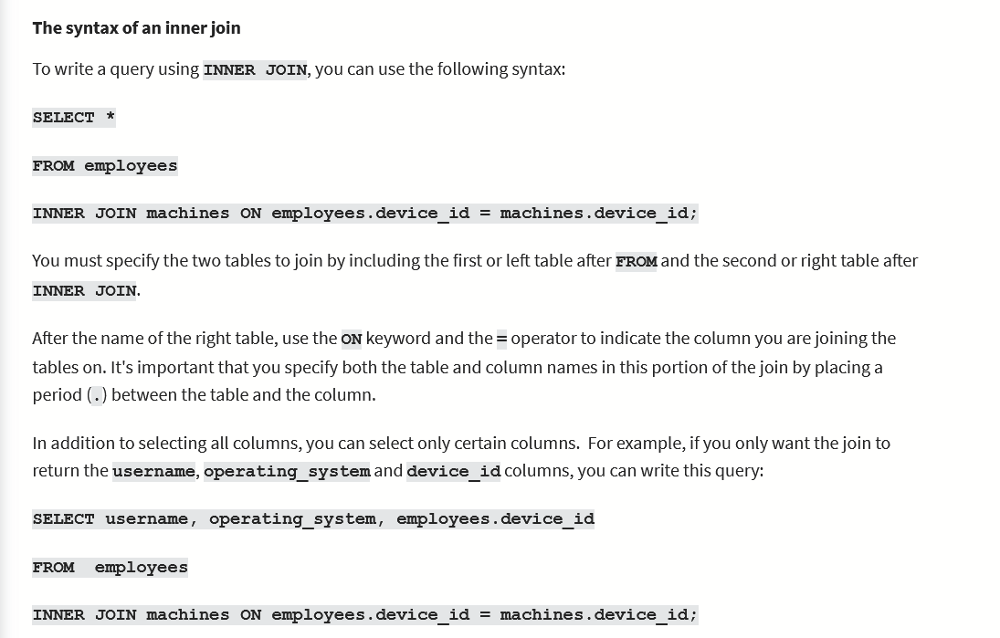 The syntax of an inner join
To write a query using INNER JOIN, you can use the following syntax:
SELECT *
FROM employees
INNER JOIN machines ON employees.device_id = machines.device_id;
You must specify the two tables to join by including the first or left table after FROM and the second or right table after
INNER JOIN.
After the name of the right table, use the ON keyword and the = operator to indicate the column you are joining the
tables on. It's important that you specify both the table and column names in this portion of the join by placing a
period (.) between the table and the column.
In addition to selecting all columns, you can select only certain columns.  For example, if you only want the join to
return the username, operating_system and device_id columns, you can write this query:
SELECT username, operating_system, employees.device_id
FROM  employees
INNER JOIN machines ON employees.device_id = machines.device_id;